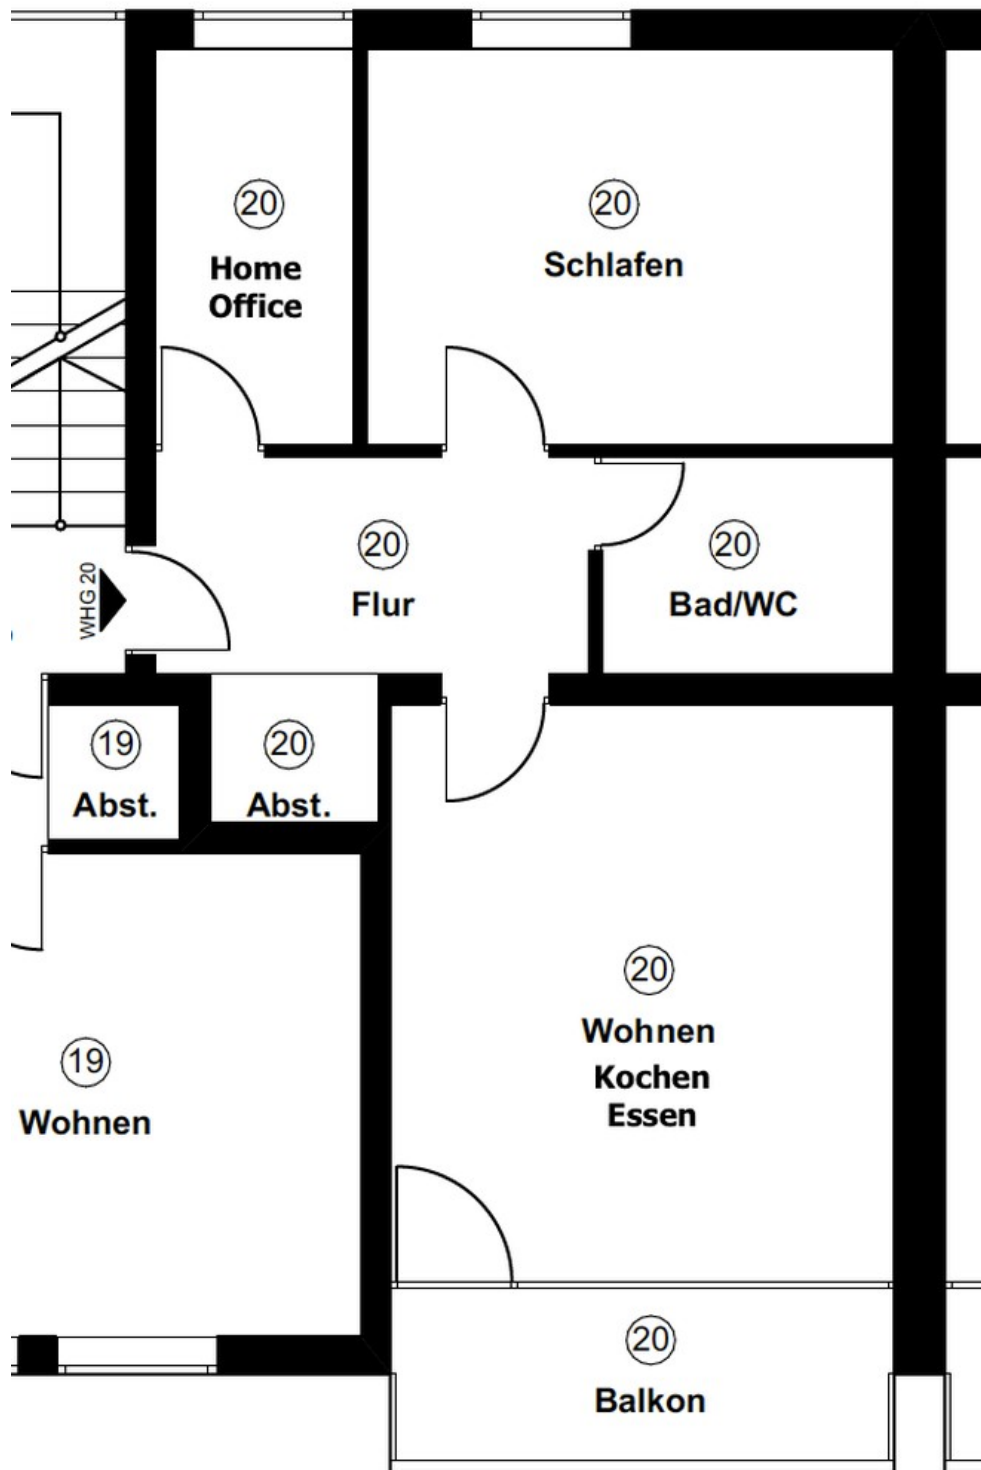 20
Home
Office
20
Schlafen
20
Flur
20
Bad/WC
WHG 20
19
Abst.
20
Abst.
20
Wohnen
Kochen
Essen
19
Wohnen
20
Balkon